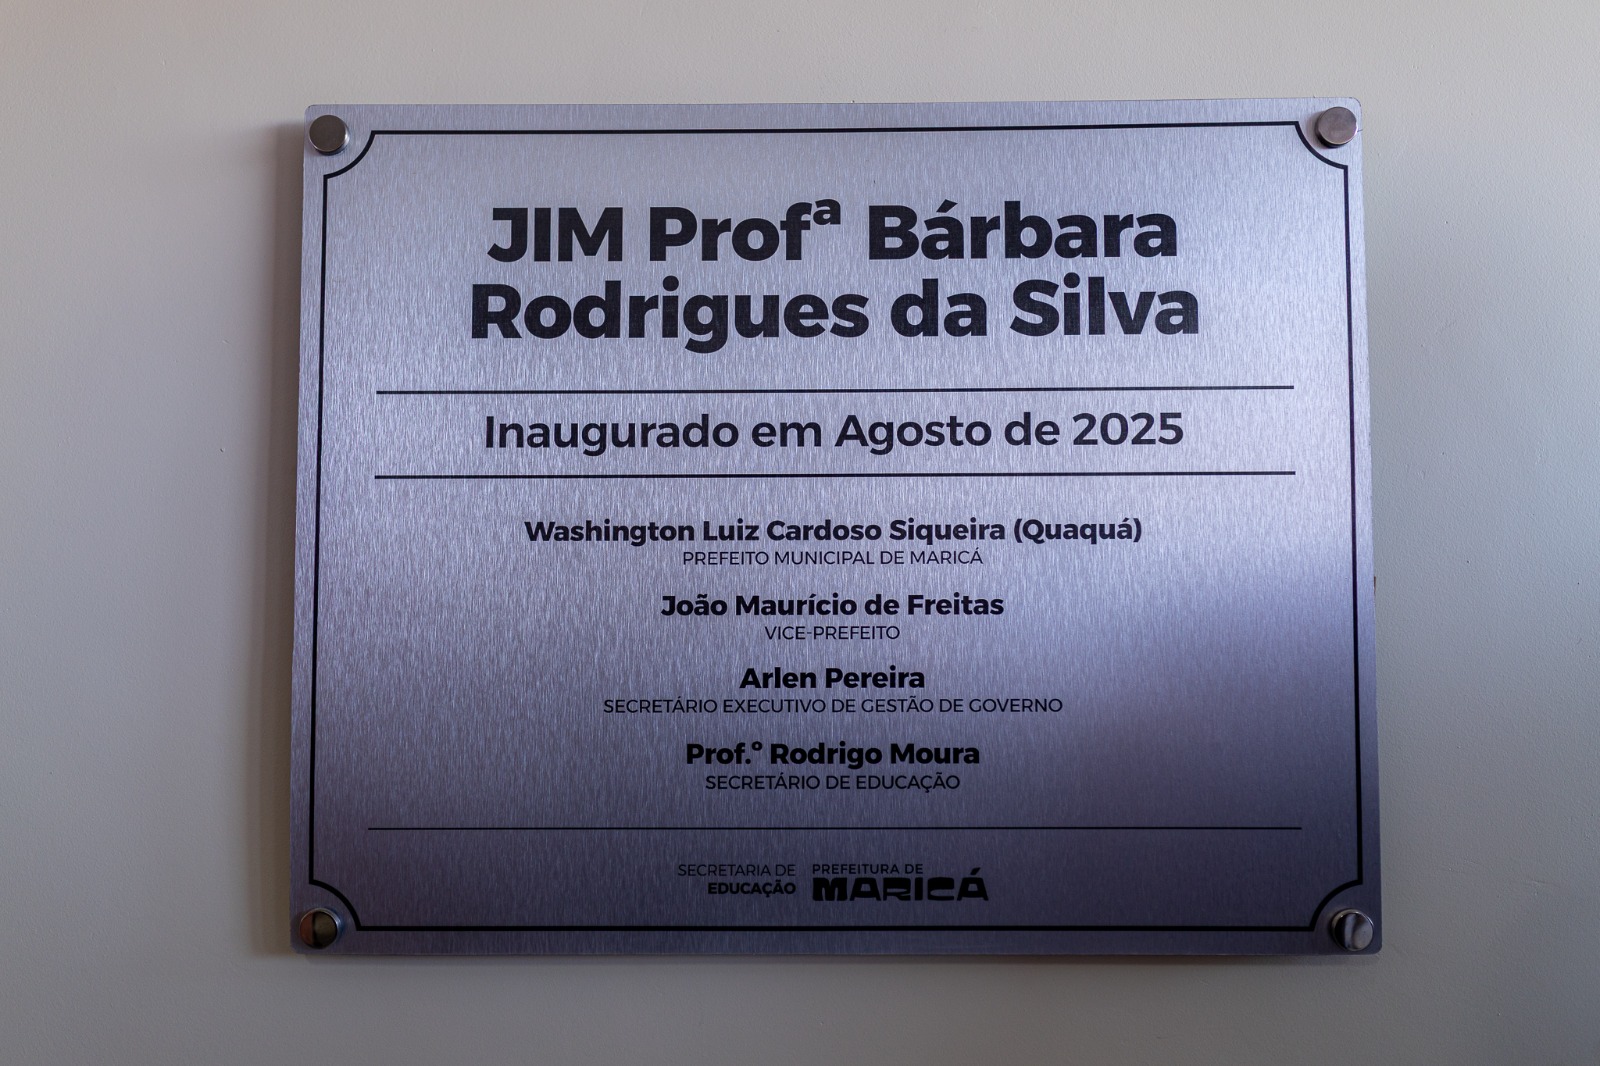 JIM Profª Bárbara
Rodrigues da Silva
Inaugurado em Agosto de 2025
Washington Luiz Cardoso Siqueira (Quaquá)
PREFEITO MUNICIPAL DE MARICÁ
João Maurício de Freitas
VICE-PREFEITO
Arlen Pereira
SECRETÁRIO EXECUTIVO DE GESTÃO DE GOVERNO
Prof.º Rodrigo Moura
SECRETÁRIO DE EDUCAÇÃO
SECRETARIA DE
EDUCAÇÃO
PREFEITURA DE
MARICÁ